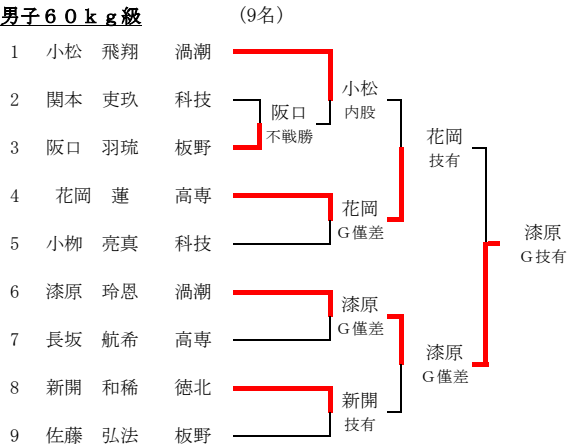 男子６０ｋｇ級 (9名)
1 小松 飛翔 渦潮
2 関本 吏玖 科技
3 阪口 羽琉 板野
4 花岡 蓮 高専
5 小栁 亮真 科技
6 漆原 玲恩 渦潮
7 長坂 航希 高専
8 新開 和稀 徳北
9 佐藤 弘法 板野
阪口
不戦勝
小松
内股
花岡
Ｇ僅差
漆原
Ｇ僅差
新開
技有
花岡
技有
漆原
Ｇ僅差
漆原
Ｇ技有